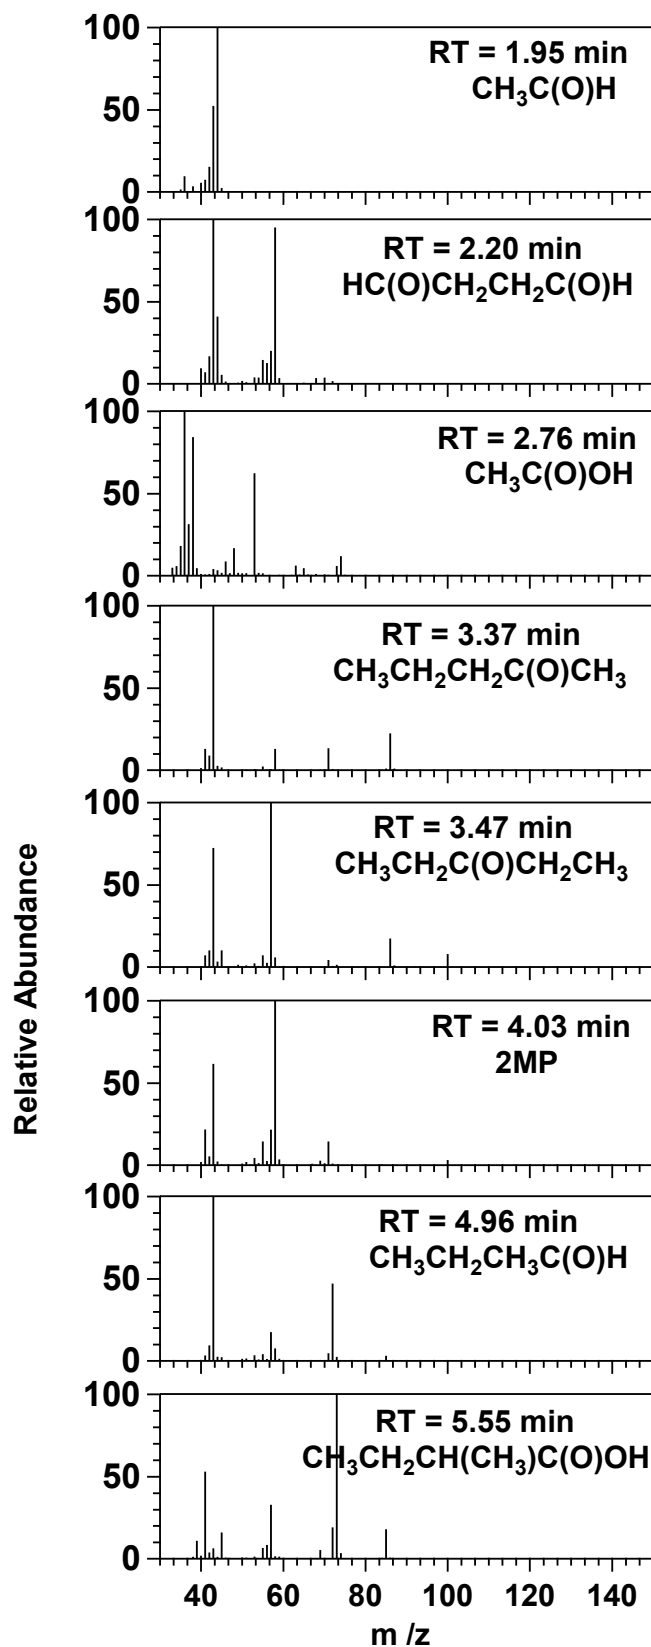 100
50
0
RT = 1.95 min
CH₃C(O)H
100
50
0
RT = 2.20 min
HC(O)CH₂CH₂C(O)H
100
50
0
RT = 2.76 min
CH₃C(O)OH
100
50
0
RT = 3.37 min
CH₃CH₂CH₂C(O)CH₃
100
50
0
RT = 3.47 min
CH₃CH₂C(O)CH₂CH₃
100
50
0
RT = 4.03 min
2MP
100
50
0
RT = 4.96 min
CH₃CH₂CH₃C(O)H
100
50
0
RT = 5.55 min
CH₃CH₂CH(CH₃)C(O)OH
Relative Abundance
40 60 80 100 120 140
m /z